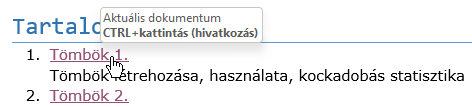 Tartalo
Aktuális dokumentum
CTRL+kattintás (hivatkozás)
1. Tömbök 1.
Tömbök létrehozása, használata, kockadobás statisztika
2. Tömbök 2.